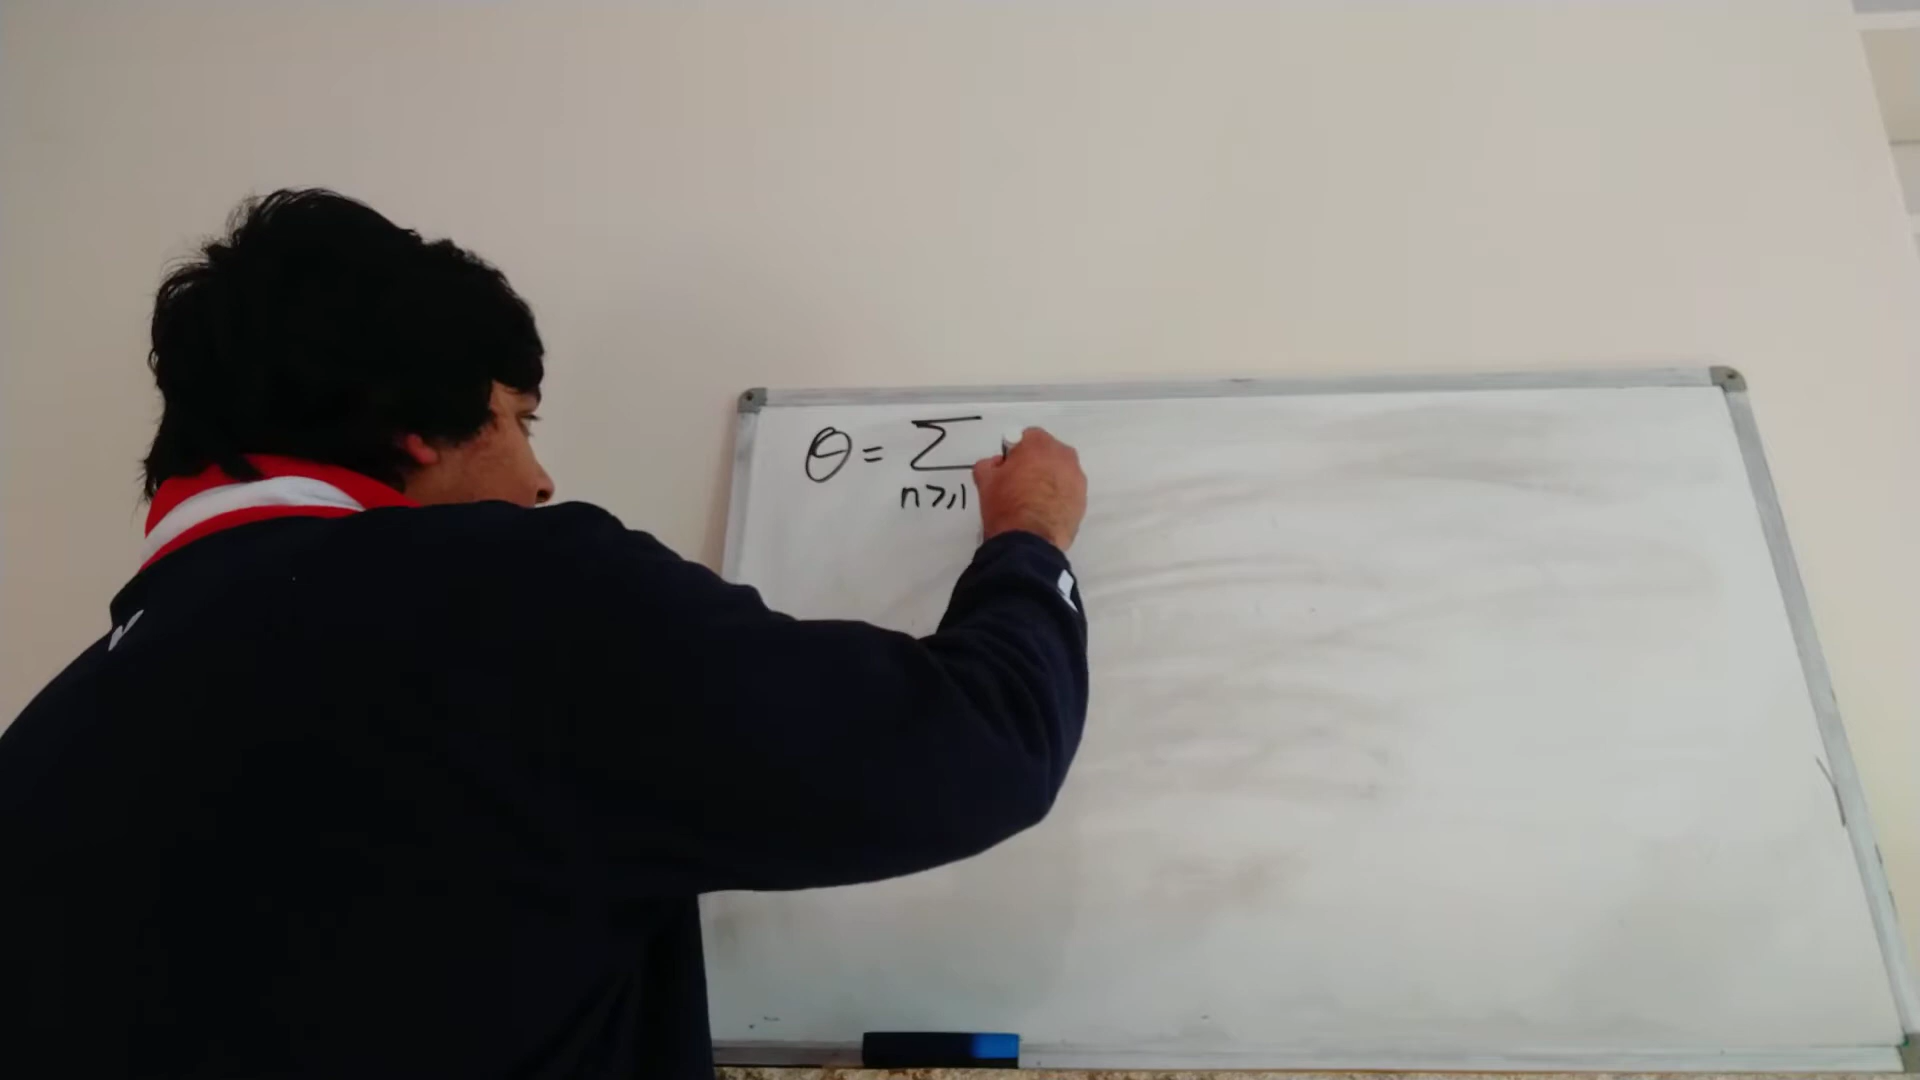 θ = Σ
n ⩾ 1